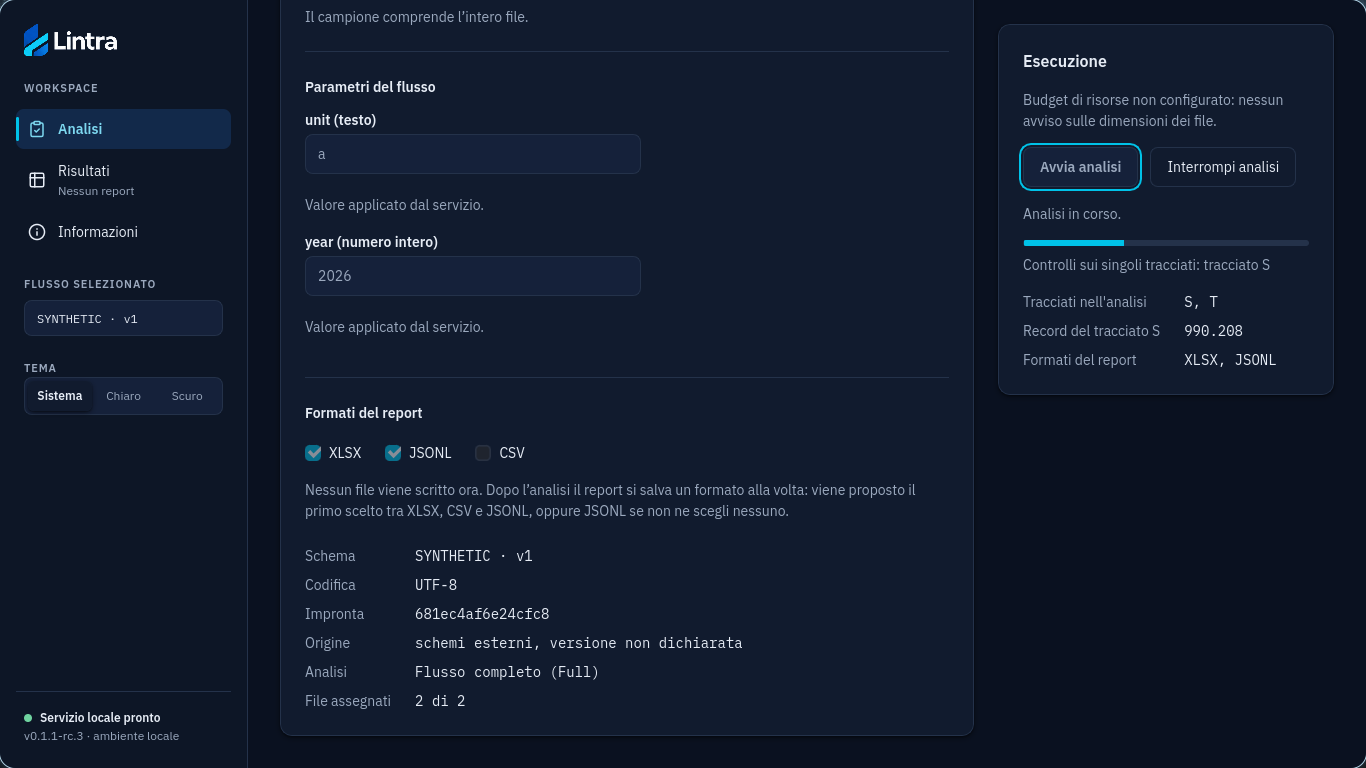 Lintra
WORKSPACE
Analisi
Risultati
Nessun report
Informazioni
FLUSSO SELEZIONATO
SYNTHETIC · v1
TEMA
Sistema
Chiaro
Scuro
Servizio locale pronto
v0.1.1-rc.3 · ambiente locale
Il campione comprende l’intero file.
Parametri del flusso
unit (testo)
a
Valore applicato dal servizio.
year (numero intero)
2026
Valore applicato dal servizio.
Formati del report
XLSX
JSONL
CSV
Nessun file viene scritto ora. Dopo l’analisi il report si salva un formato alla volta: viene proposto il
primo scelto tra XLSX, CSV e JSONL, oppure JSONL se non ne scegli nessuno.
Schema SYNTHETIC · v1
Codifica UTF-8
Impronta 681ec4af6e24cfc8
Origine schemi esterni, versione non dichiarata
Analisi Flusso completo (Full)
File assegnati 2 di 2
Esecuzione
Budget di risorse non configurato: nessun
avviso sulle dimensioni dei file.
Avvia analisi
Interrompi analisi
Analisi in corso.
Controlli sui singoli tracciati: tracciato S
Tracciati nell'analisi S, T
Record del tracciato S 990.208
Formati del report XLSX, JSONL